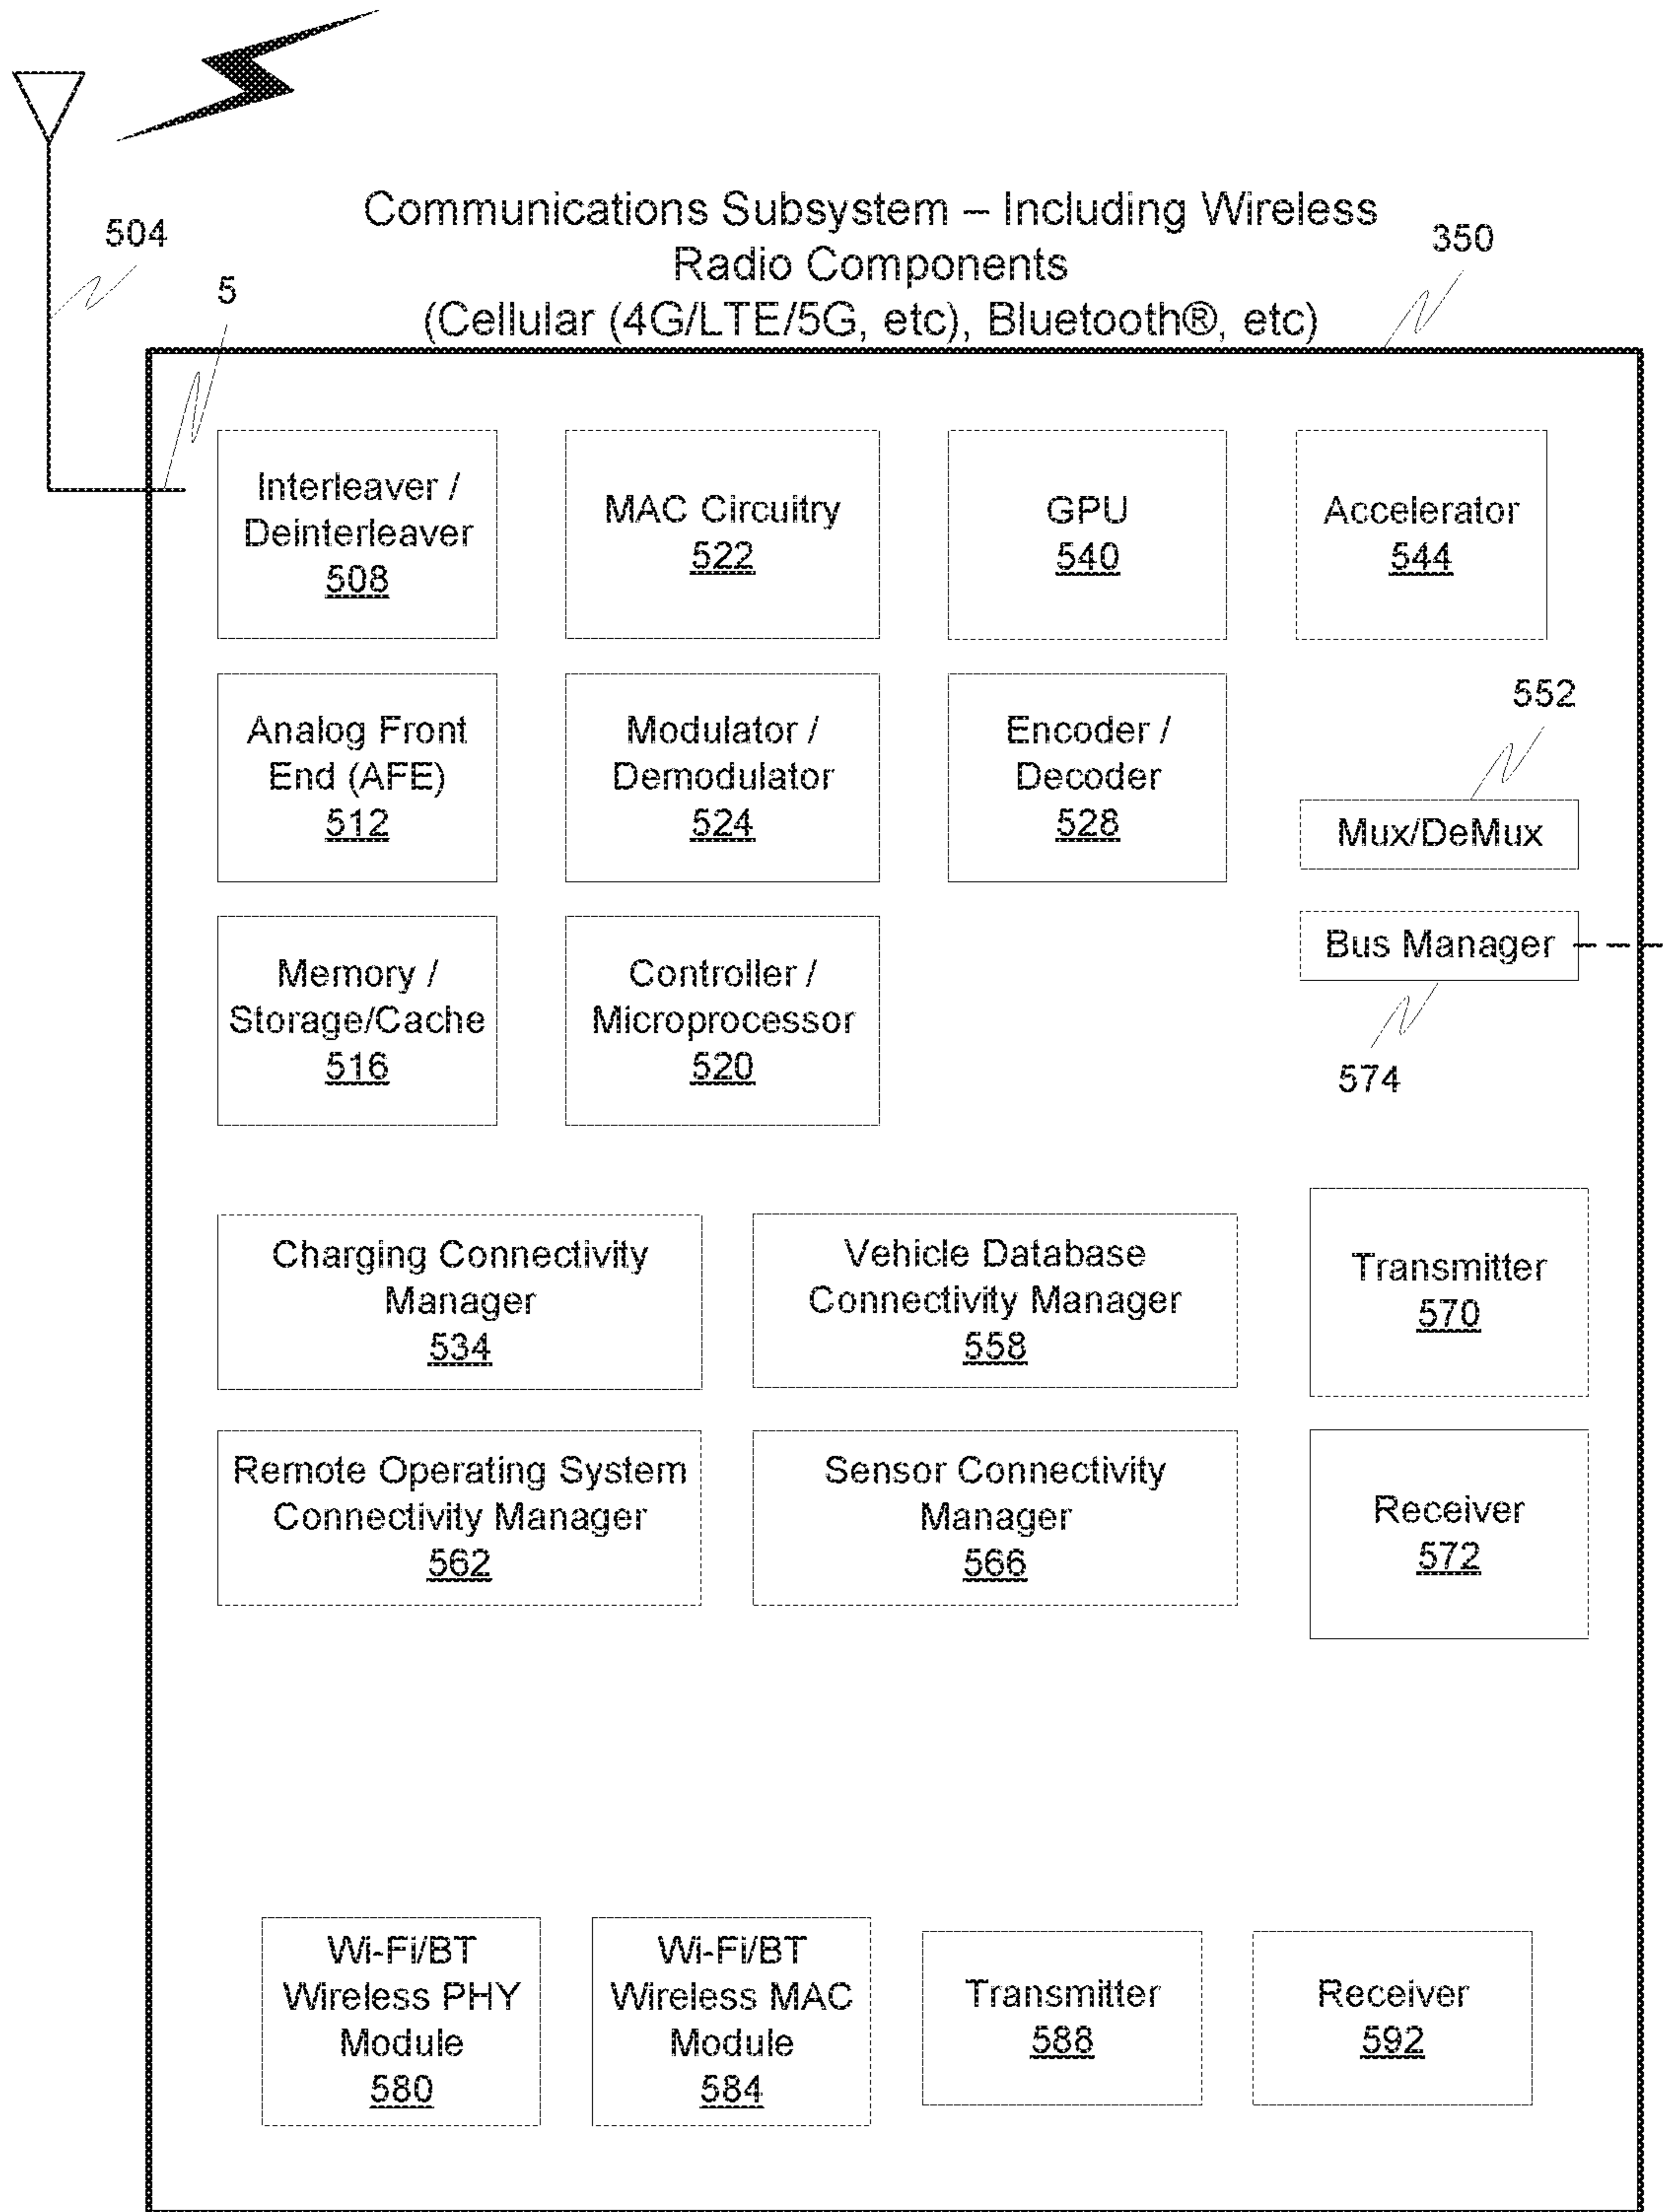 Communications Subsystem – Including Wireless
Radio Components
(Cellular (4G/LTE/5G, etc), Bluetooth®, etc)
504
5
350
Interleaver /
Deinterleaver
508
MAC Circuitry
522
GPU
540
Accelerator
544
Analog Front
End (AFE)
512
Modulator /
Demodulator
524
Encoder /
Decoder
528
552
Mux/DeMux
Memory /
Storage/Cache
516
Controller /
Microprocessor
520
Bus Manager
574
Charging Connectivity
Manager
534
Vehicle Database
Connectivity Manager
558
Transmitter
570
Remote Operating System
Connectivity Manager
562
Sensor Connectivity
Manager
566
Receiver
572
Wi-Fi/BT
Wireless PHY
Module
580
Wi-Fi/BT
Wireless MAC
Module
584
Transmitter
588
Receiver
592